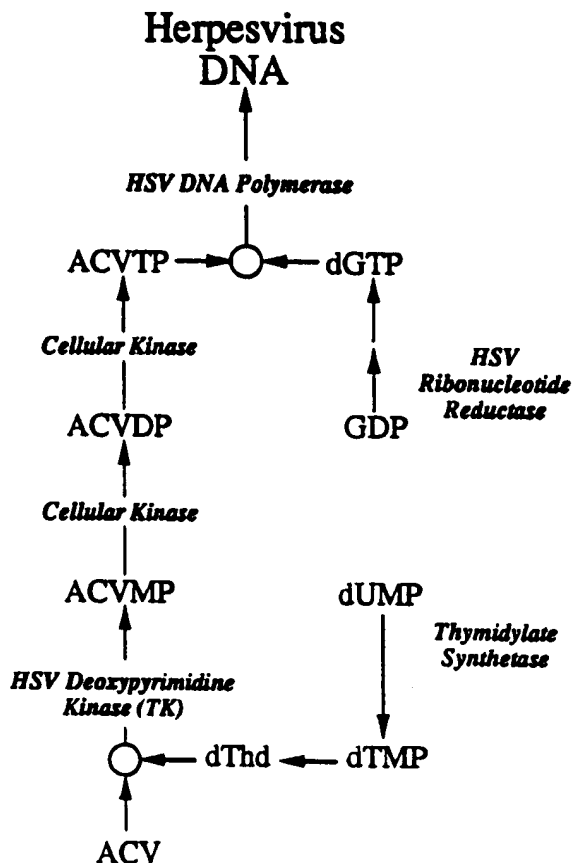 Herpesvirus
DNA
HSV DNA Polymerase
ACVTP
dGTP
Cellular Kinase
HSV
Ribonucleotide
Reductase
ACVDP
GDP
Cellular Kinase
ACVMP
dUMP
Thymidylate
Synthetase
HSV Deoxypyrimidine
Kinase (TK)
dThd
dTMP
ACV